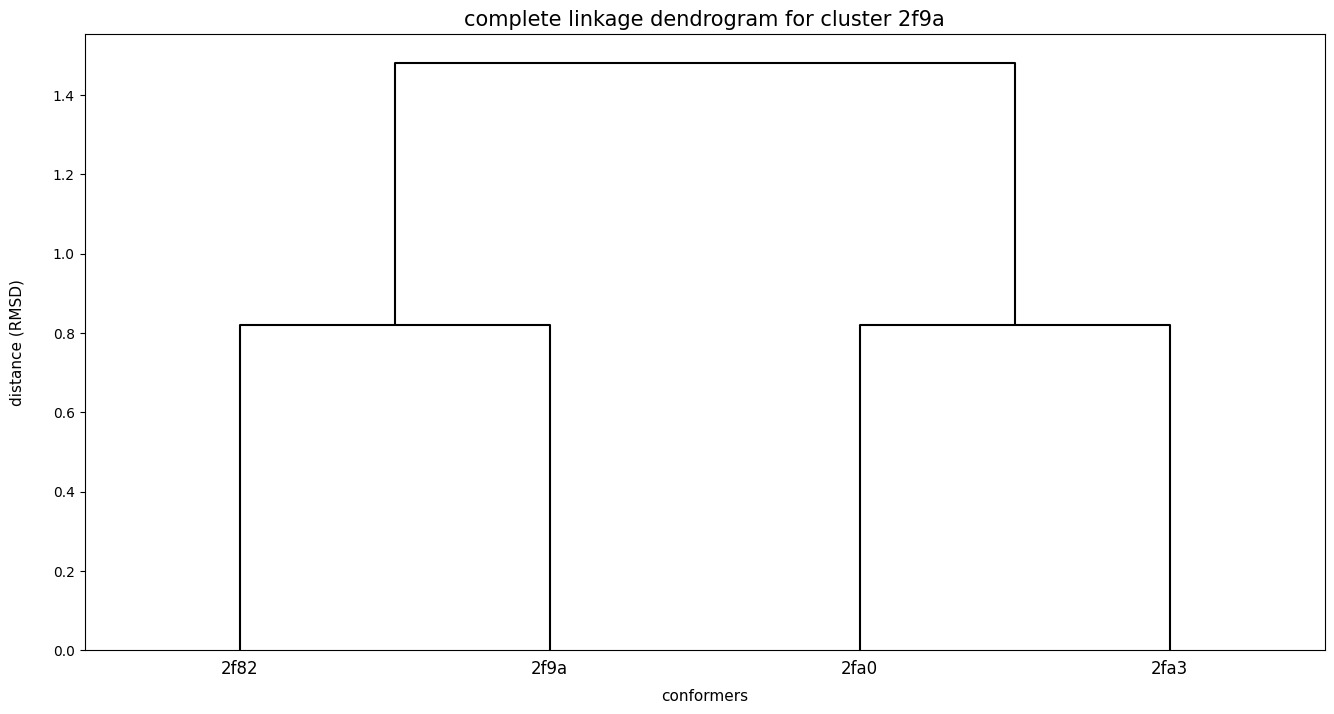 complete linkage dendrogram for cluster 2f9a
distance (RMSD)
1.4
1.2
1.0
0.8
0.6
0.4
0.2
0.0
2f82 2f9a 2fa0 2fa3
conformers